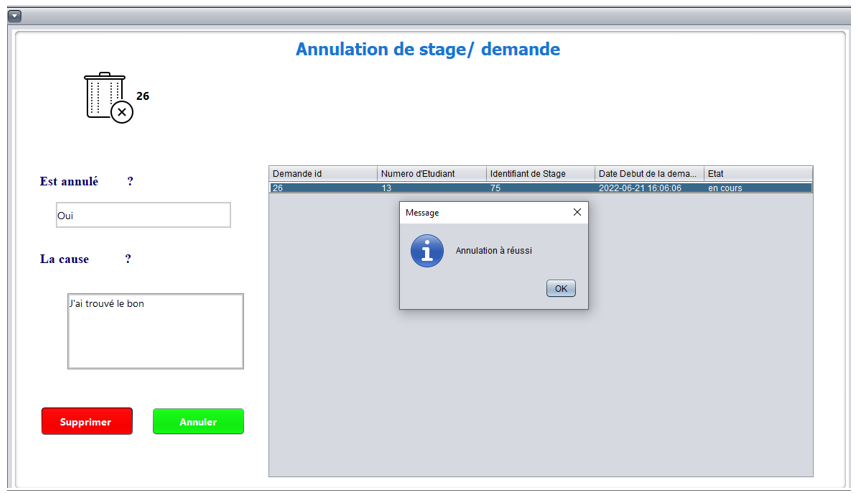 Annulation de stage/ demande
26
Est annulé ?
Oui
La cause ?
J'ai trouvé le bon
Supprimer Annuler
Demande id Numero d'Etudiant Identifiant de Stage Date Debut de la dema... Etat
26 13 75 2022-06-21 16:06:06 en cours
Message
Annulation à réussi
OK